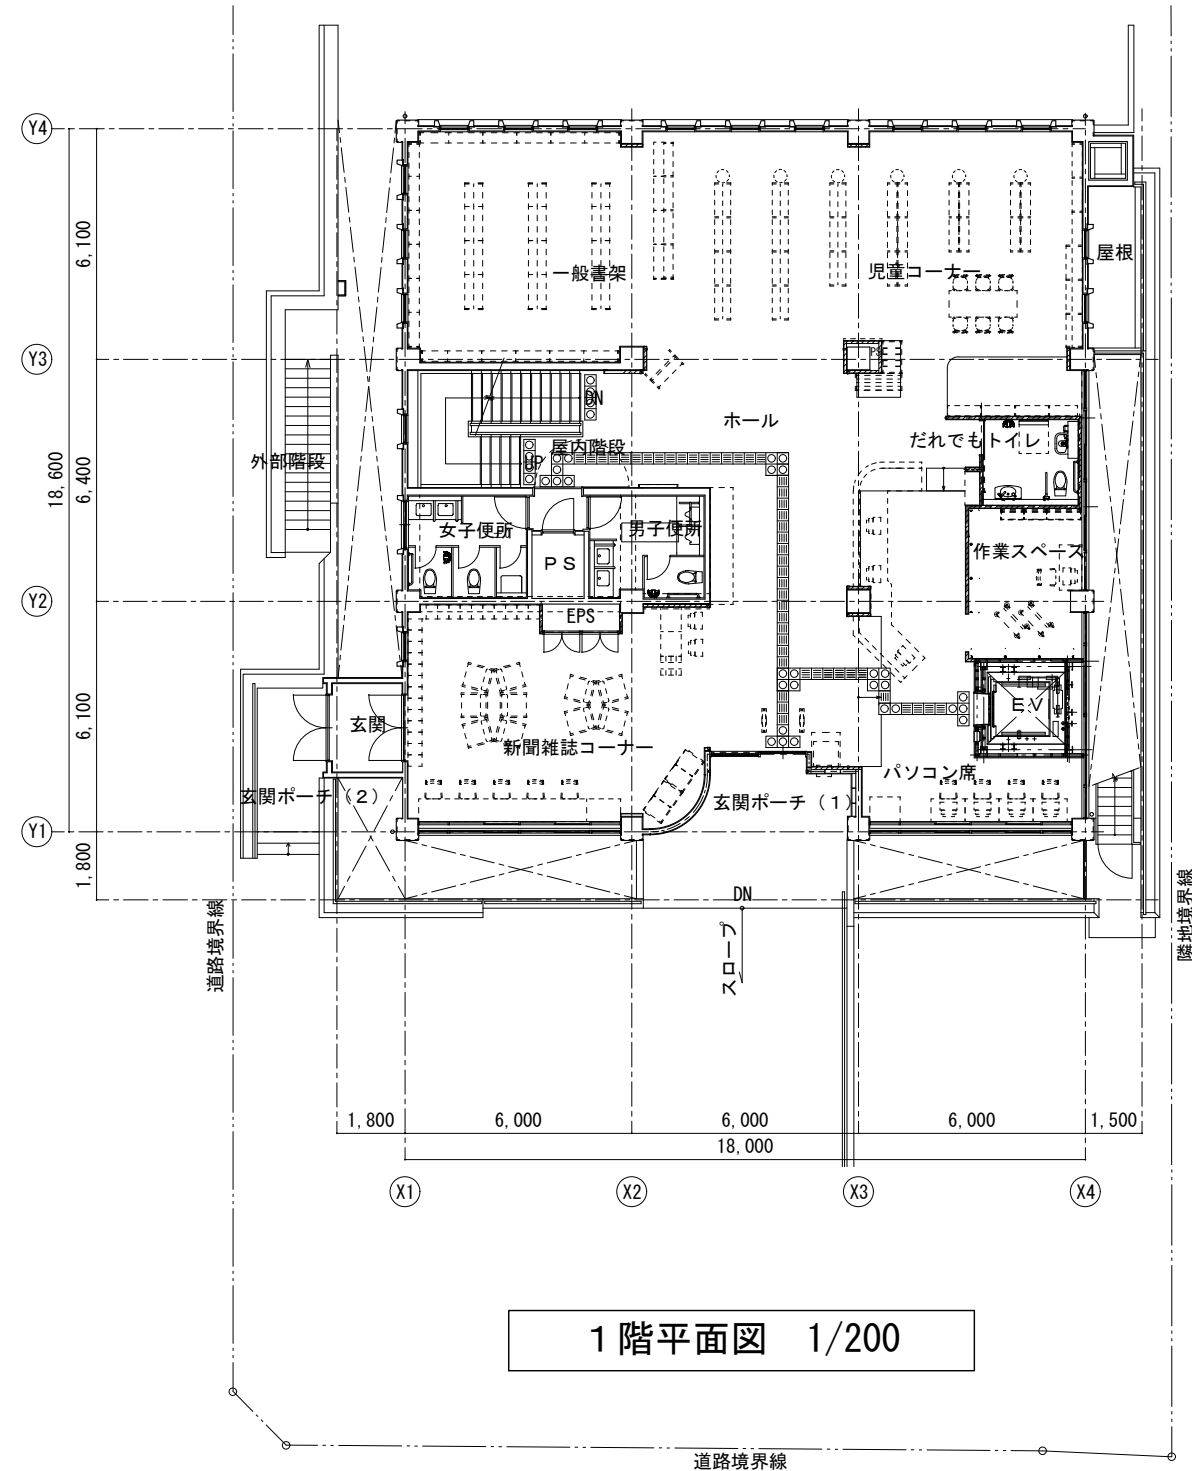 Y4
6,100
屋根
一般書架
児童コーナー
Y3
DN
ホール
だれでもトイレ
屋内階段
外部階段
UP
18,600
6,400
女子便所
男子便所
作業スペース
PS
Y2
EPS
EV
玄関
6,100
新聞雑誌コーナー
パソコン席
玄関ポーチ(2)
玄関ポーチ(1)
Y1
1,800
DN
スロープ
道路境界線
隣地境界線
1,800
6,000
6,000
6,000
1,500
18,000
X1
X2
X3
X4
1階平面図 1/200
道路境界線